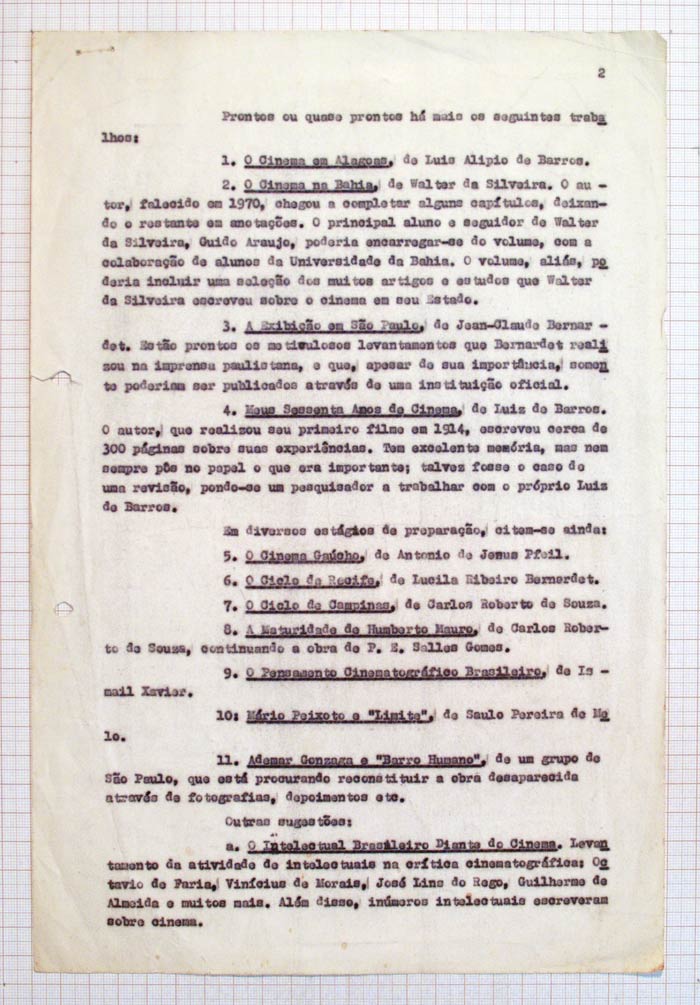 2
Prontos ou quase prontos há mais os seguintes traba
lhos:
1. O Cinema em Alagoas, de Luis Alipio de Barros.
2. O Cinema na Bahia, de Walter da Silveira. O au -
tor, falecido em 1970, chegou a completar alguns capítulos, deixan-
do o restante em anotações. O principal aluno e seguidor de Walter
da Silveira, Guido Araujo, poderia encarregar-se do volume, com a
colaboração de alunos da Universidade da Bahia. O volume, aliás, po
deria incluir uma seleção dos muitos artigos e estudos que Walter
da Silveira escreveu sobre o cinema em seu Estado.
3. A Exibição em São Paulo, de Jean-Claude Bernar -
det. Estão prontos os meticulosos levantamentos que Bernardet reali
zou na imprensa paulistana, e que, apesar de sua importância, somen
te poderiam ser publicados através de uma instituição oficial.
4. Meus Sessenta Anos de Cinema, de Luiz de Barros.
O autor, que realizou seu primeiro filme em 1914, escreveu cerca de
300 páginas sobre suas experiências. Tem excelente memória, mas nem
sempre pôs no papel o que era importante; talvez fosse o caso de
uma revisão, pondo-se um pesquisador a trabalhar com o próprio Luiz
de Barros.
Em diversos estágios de preparação, citem-se ainda:
5. O Cinema Gaúcho, de Antonio de Jesus Pfeil.
6. O Ciclo de Recife, de Lucila Ribeiro Bernardet.
7. O Ciclo de Campinas, de Carlos Roberto de Souza.
8. A Maturidade de Humberto Mauro, de Carlos Rober-
to de Souza, continuando a obra de P. E. Salles Gomes.
9. O Pensamento Cinematográfico Brasileiro, de Is -
mail Xavier.
10: Mário Peixoto e "Limite", de Saulo Pereira de Me
lo.
11. Ademar Gonzaga e "Barro Humano", de um grupo de
São Paulo, que está procurando reconstituir a obra desaparecida
através de fotografias, depoimentos etc.
Outras sugestões:
a. O Intelectual Brasileiro Diante do Cinema. Levan
tamento da atividade de intelectuais na crítica cinematográfica: Oc
tavio de Faria, Vinícius de Morais, José Lins do Rego, Guilherme de
Almeida e muitos mais. Além disso, inúmeros intelectuais escreveram
sobre cinema.